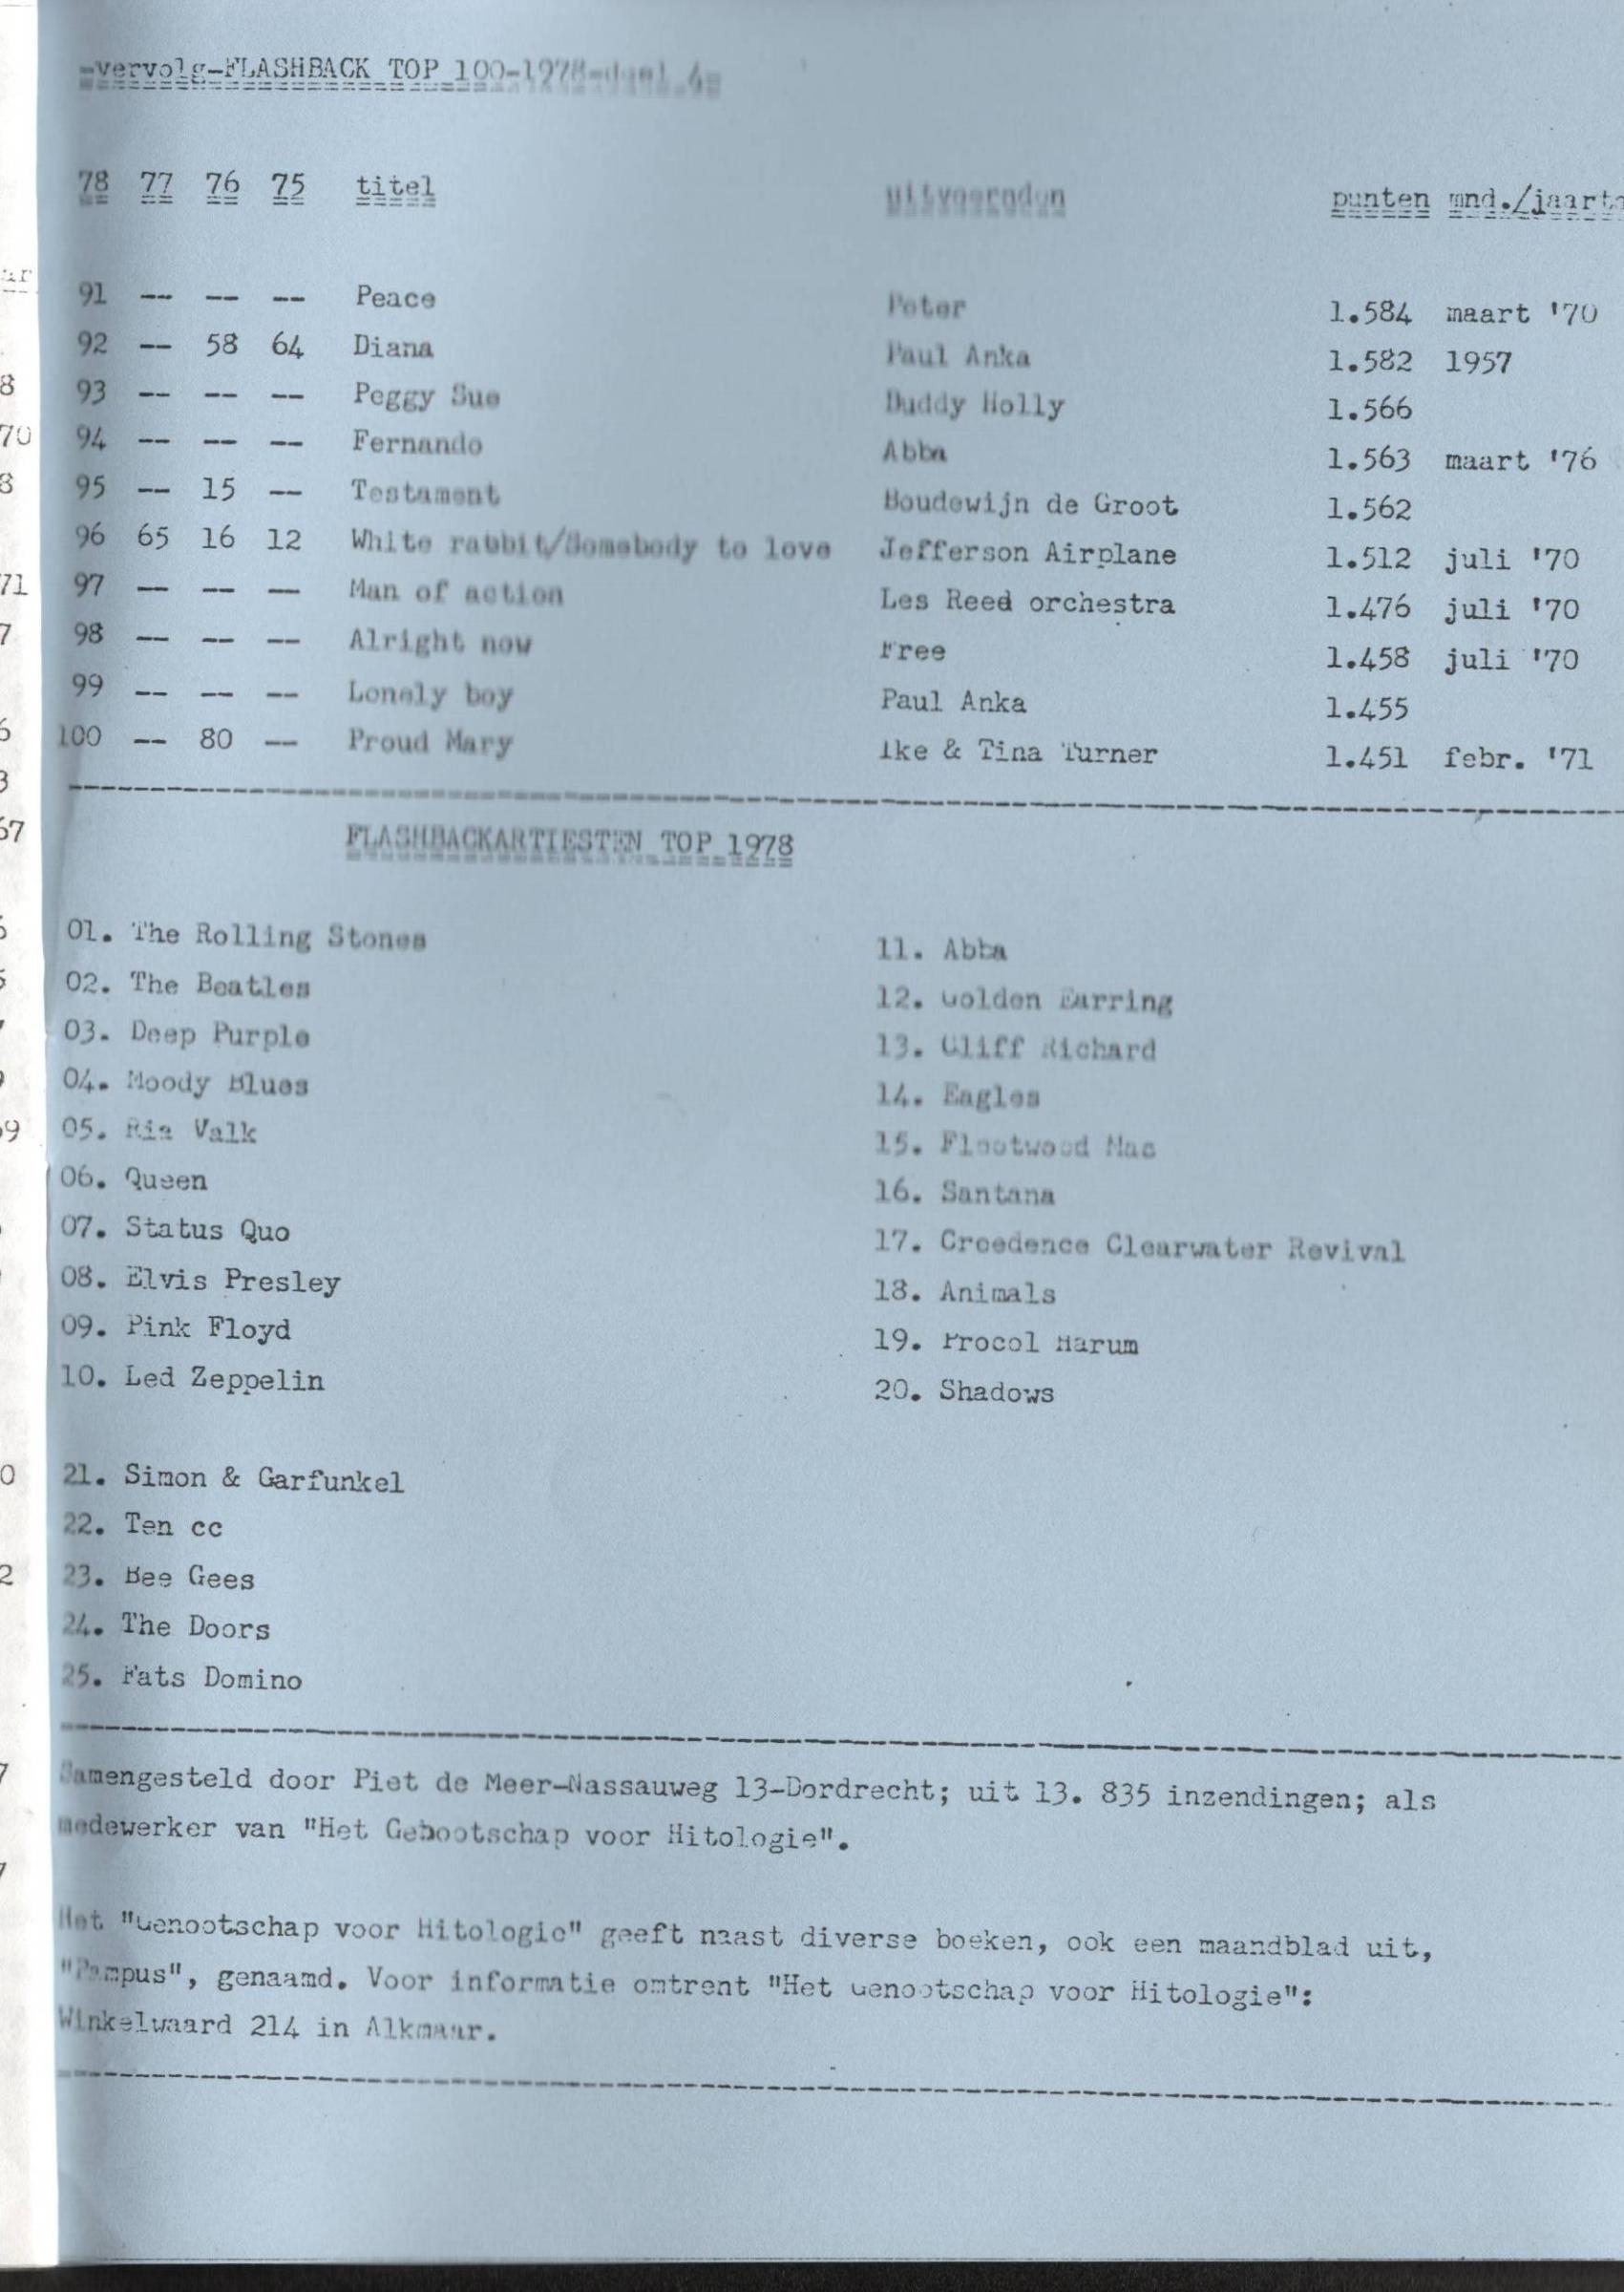 -vervolg-FLASHBACK TOP 100-1978-deel 4-
78 77 76 75 titel uitvoerenden punten mnd./jaart
91 -- -- -- Peace Peter 1.584 maart '70
92 -- 58 64 Diana Paul Anka 1.582 1957
93 -- -- -- Peggy Sue Buddy Holly 1.566
94 -- -- -- Fernando Abba 1.563 maart '76
95 -- 15 -- Testament Boudewijn de Groot 1.562
96 65 16 12 White rabbit/Somebody to love Jefferson Airplane 1.512 juli '70
97 -- -- -- Man of action Les Reed orchestra 1.476 juli '70
98 -- -- -- Alright now Free 1.458 juli '70
99 -- -- -- Lonely boy Paul Anka 1.455
100 -- 80 -- Proud Mary Ike & Tina Turner 1.451 febr. '71
FLASHBACKARTIESTEN TOP 1978
01. The Rolling Stones
02. The Beatles
03. Deep Purple
04. Moody Blues
05. Ria Valk
06. Queen
07. Status Quo
08. Elvis Presley
09. Pink Floyd
10. Led Zeppelin
11. Abba
12. Golden Earring
13. Cliff Richard
14. Eagles
15. Fleetwood Mac
16. Santana
17. Creedence Clearwater Revival
18. Animals
19. Procol Harum
20. Shadows
21. Simon & Garfunkel
22. Ten cc
23. Bee Gees
24. The Doors
25. Fats Domino
Samengesteld door Piet de Meer-Nassauweg 13-Dordrecht; uit 13. 835 inzendingen; als
medewerker van "Het Gebootschap voor Hitologie".
Het "Genootschap voor Hitologie" geeft naast diverse boeken, ook een maandblad uit,
"Pampus", genaamd. Voor informatie omtrent "Het Genootschap voor Hitologie":
Winkelwaard 214 in Alkmaar.